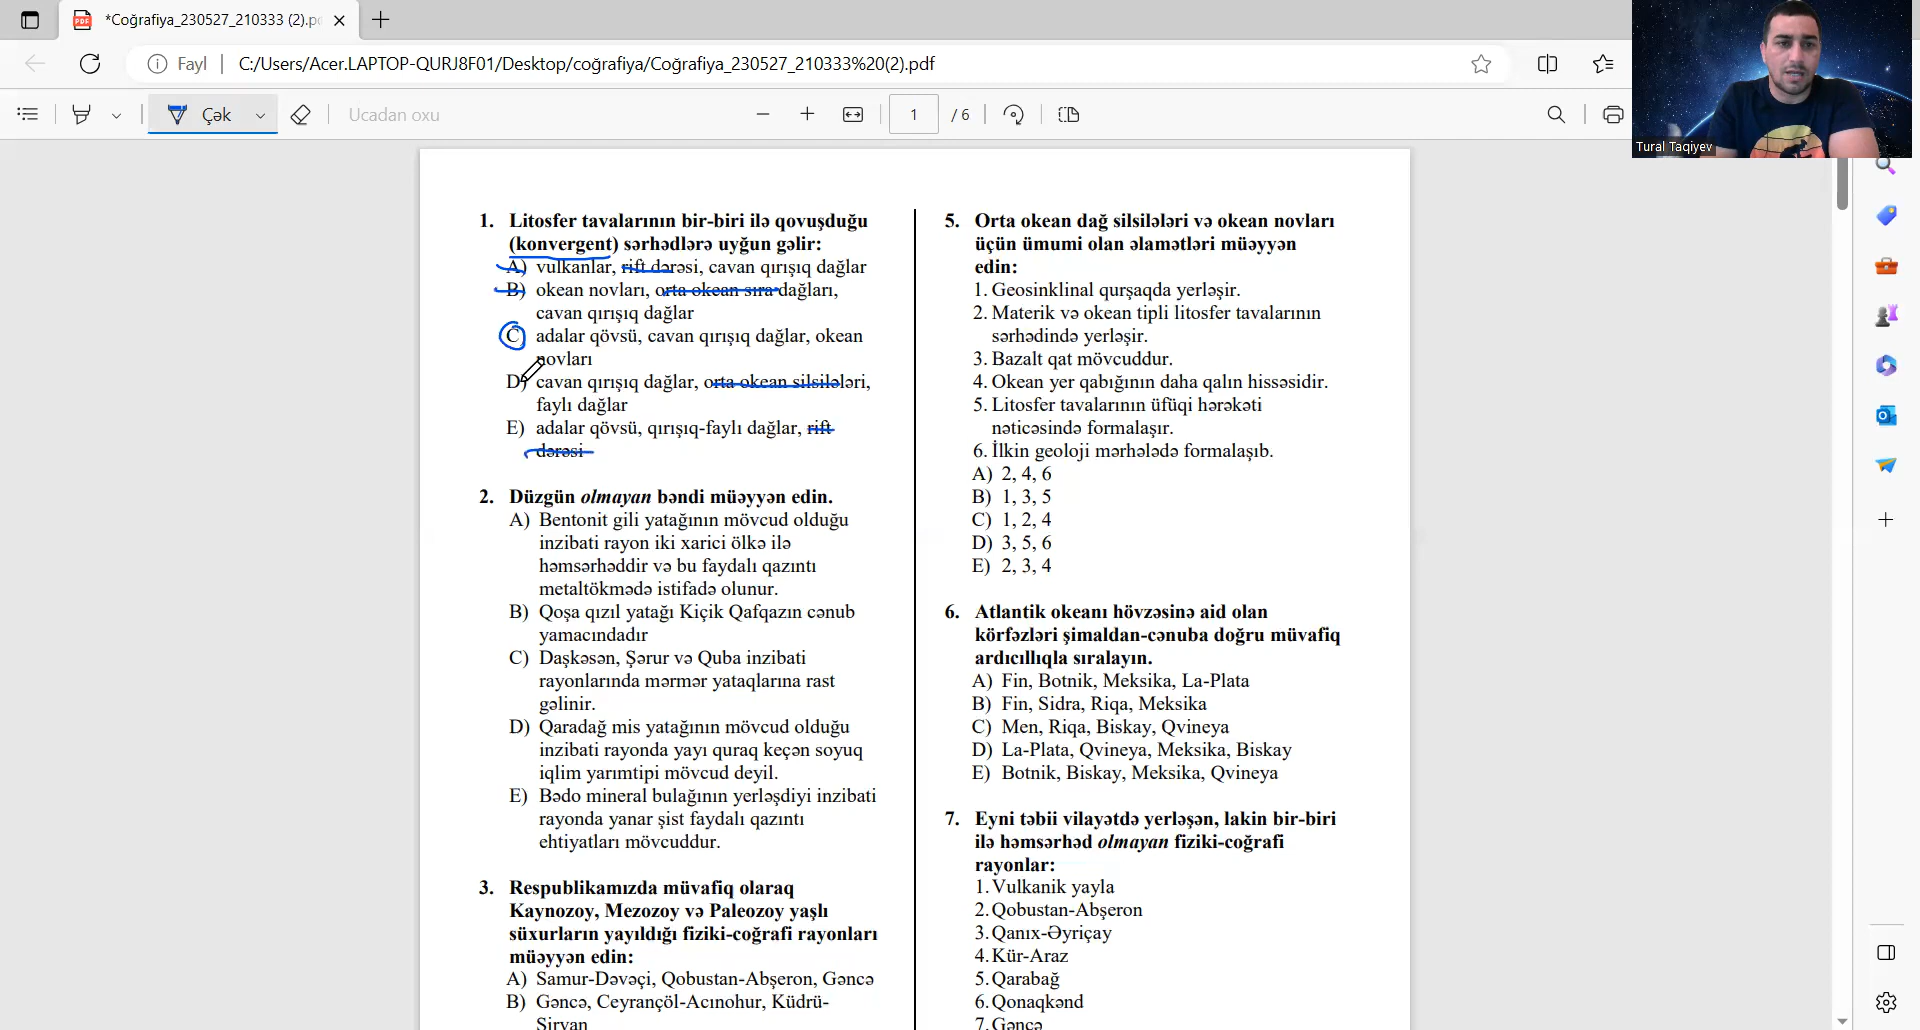 *Coğrafiya_230527_210333 (2).p
Fayl
C:/Users/Acer.LAPTOP-QURJ8F01/Desktop/coğrafiya/Coğrafiya_230527_210333%20(2).pdf
Çək
Ucadan oxu
1 / 6
Tural Taqiyev
1. Litosfer tavalarının bir-biri ilə qovuşduğu
(konvergent) sərhədlərə uyğun gəlir:
A) vulkanlar, rift dərəsi, cavan qırışıq dağlar
B) okean novları, orta okean sıra dağları,
cavan qırışıq dağlar
C adalar qövsü, cavan qırışıq dağlar, okean
novları
D) cavan qırışıq dağlar, orta okean silsilələri,
faylı dağlar
E) adalar qövsü, qırışıq-faylı dağlar, rift
dərəsi
2. Düzgün olmayan bəndi müəyyən edin.
A) Bentonit gili yatağının mövcud olduğu
inzibati rayon iki xarici ölkə ilə
həmsərhəddir və bu faydalı qazıntı
metaltökmədə istifadə olunur.
B) Qoşa qızıl yatağı Kiçik Qafqazın cənub
yamacındadır
C) Daşkəsən, Şərur və Quba inzibati
rayonlarında mərmər yataqlarına rast
gəlinir.
D) Qaradağ mis yatağının mövcud olduğu
inzibati rayonda yayı quraq keçən soyuq
iqlim yarımtipi mövcud deyil.
E) Bədo mineral bulağının yerləşdiyi inzibati
rayonda yanar şist faydalı qazıntı
ehtiyatları mövcuddur.
3. Respublikamızda müvafiq olaraq
Kaynozoy, Mezozoy və Paleozoy yaşlı
süxurların yayıldığı fiziki-coğrafi rayonları
müəyyən edin:
A) Samur-Dəvəçi, Qobustan-Abşeron, Gəncə
B) Gəncə, Ceyrançöl-Acınohur, Küdrü-
Şirvan
5. Orta okean dağ silsilələri və okean novları
üçün ümumi olan əlamətləri müəyyən
edin:
1. Geosinklinal qurşaqda yerləşir.
2. Materik və okean tipli litosfer tavalarının
sərhədində yerləşir.
3. Bazalt qat mövcuddur.
4. Okean yer qabığının daha qalın hissəsidir.
5. Litosfer tavalarının üfüqi hərəkəti
nəticəsində formalaşır.
6. İlkin geoloji mərhələdə formalaşıb.
A) 2, 4, 6
B) 1, 3, 5
C) 1, 2, 4
D) 3, 5, 6
E) 2, 3, 4
6. Atlantik okeanı hövzəsinə aid olan
körfəzləri şimaldan-cənuba doğru müvafiq
ardıcıllıqla sıralayın.
A) Fin, Botnik, Meksika, La-Plata
B) Fin, Sidra, Riqa, Meksika
C) Men, Riqa, Biskay, Qvineya
D) La-Plata, Qvineya, Meksika, Biskay
E) Botnik, Biskay, Meksika, Qvineya
7. Eyni təbii vilayətdə yerləşən, lakin bir-biri
ilə həmsərhəd olmayan fiziki-coğrafi
rayonlar:
1. Vulkanik yayla
2. Qobustan-Abşeron
3. Qanıx-Əyriçay
4. Kür-Araz
5. Qarabağ
6. Qonaqkənd
7. Gəncə